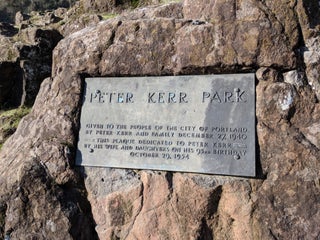 PETER KERR PARK
GIVEN TO THE PEOPLE OF THE CITY OF PORTLAND
BY PETER KERR AND FAMILY DECEMBER 27, 1940
THIS PLAQUE DEDICATED TO PETER KERR
BY HIS WIFE AND DAUGHTERS ON HIS 93RD BIRTHDAY
OCTOBER 20, 1954